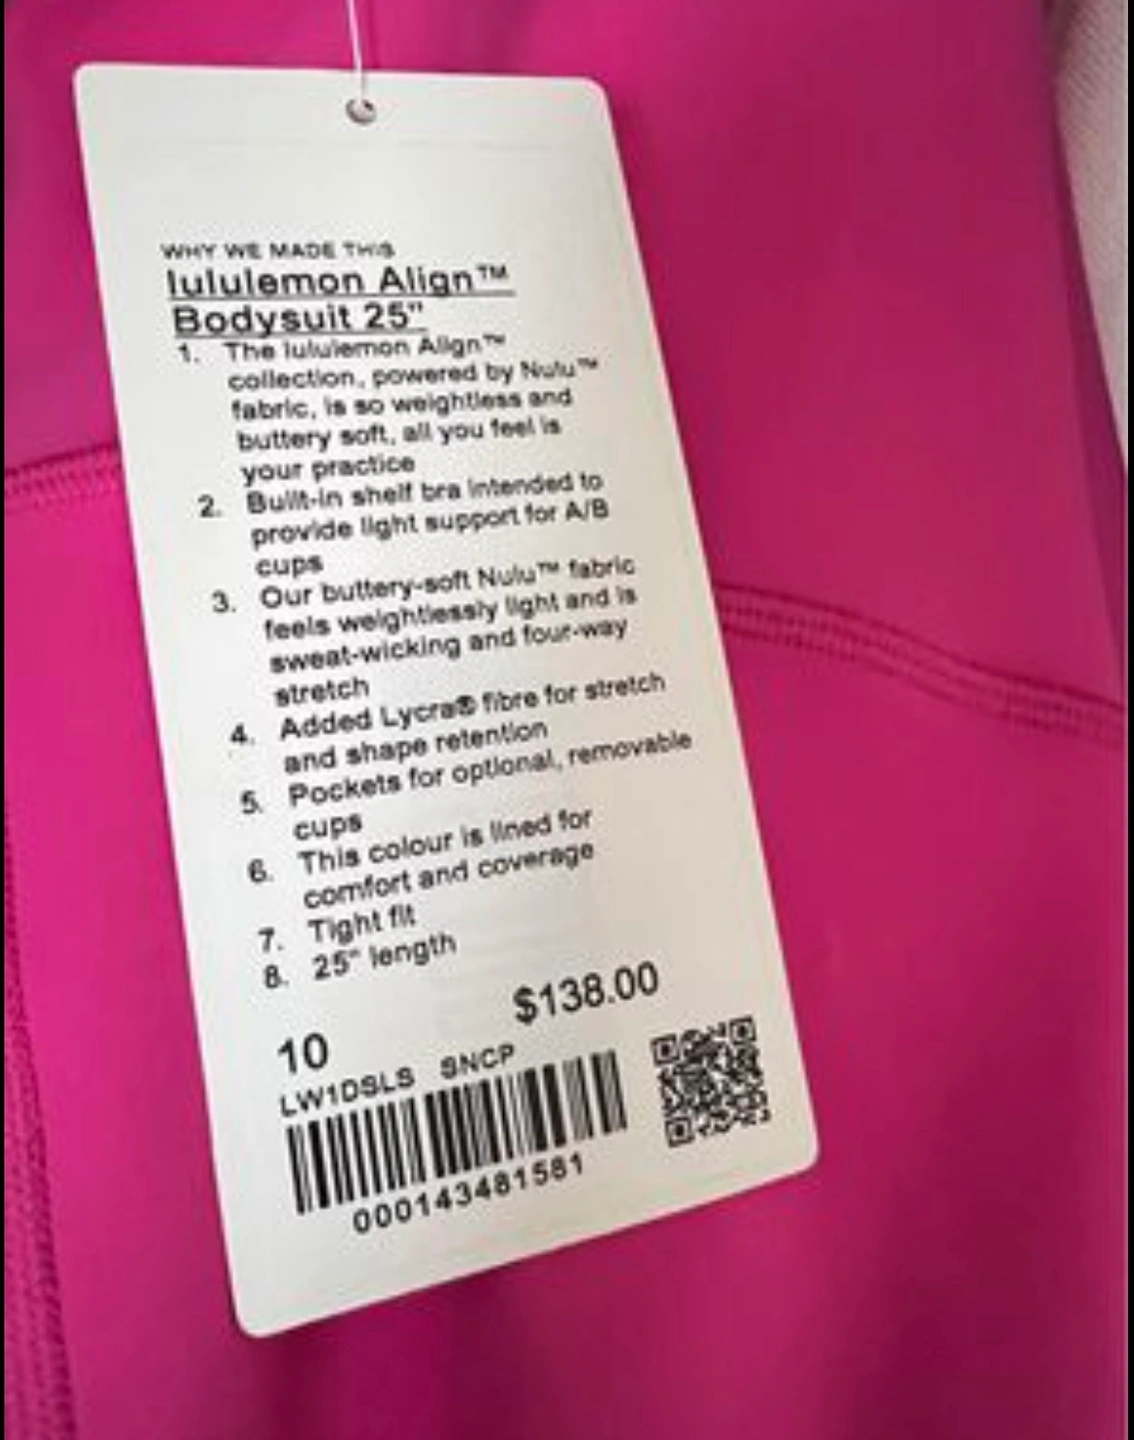 WHY WE MADE THIS
lululemon Align™
Bodysuit 25"
1. The lululemon Align™
collection, powered by Nulu™
fabric, is so weightless and
buttery soft, all you feel is
your practice
2. Built-in shelf bra intended to
provide light support for A/B
cups
3. Our buttery-soft Nulu™ fabric
feels weightlessly light and is
sweat-wicking and four-way
stretch
4. Added Lycra® fibre for stretch
and shape retention
5. Pockets for optional, removable
cups
6. This colour is lined for
comfort and coverage
7. Tight fit
8. 25" length
$138.00
10
LW1DSLS SNCP
000143481581